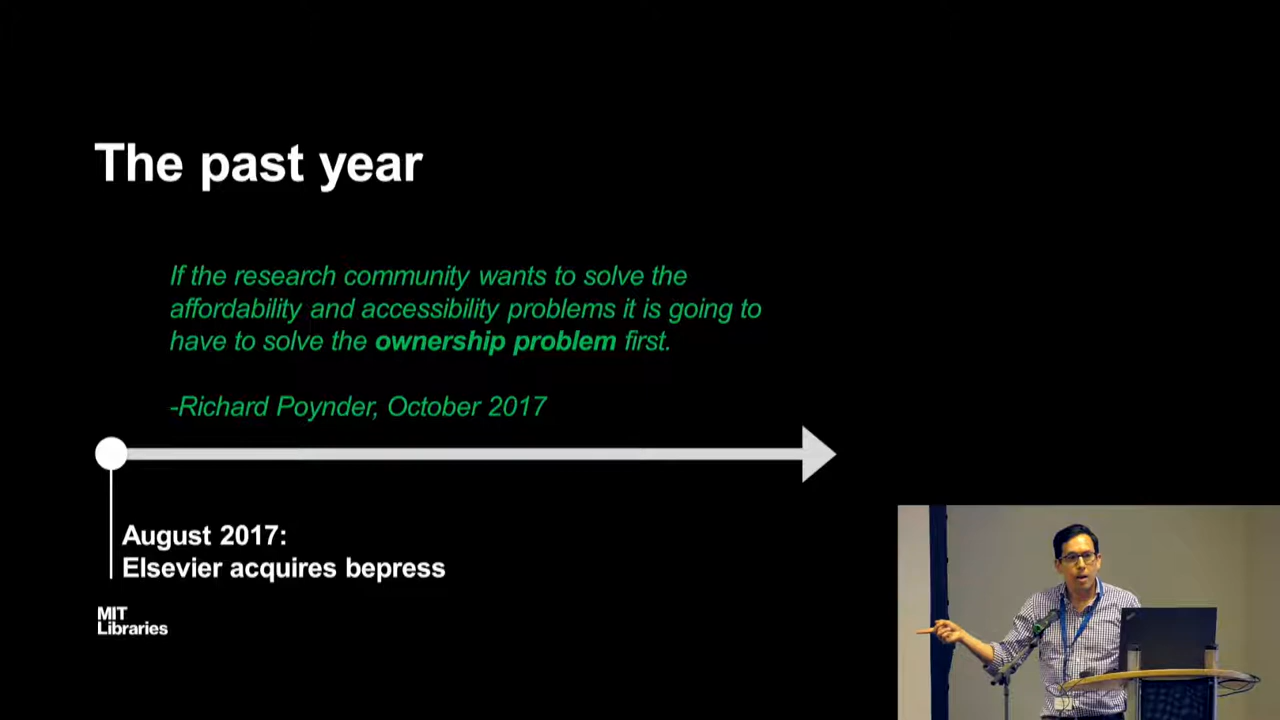 The past year
If the research community wants to solve the
affordability and accessibility problems it is going to
have to solve the ownership problem first.
-Richard Poynder, October 2017
August 2017:
Elsevier acquires bepress
MIT
Libraries